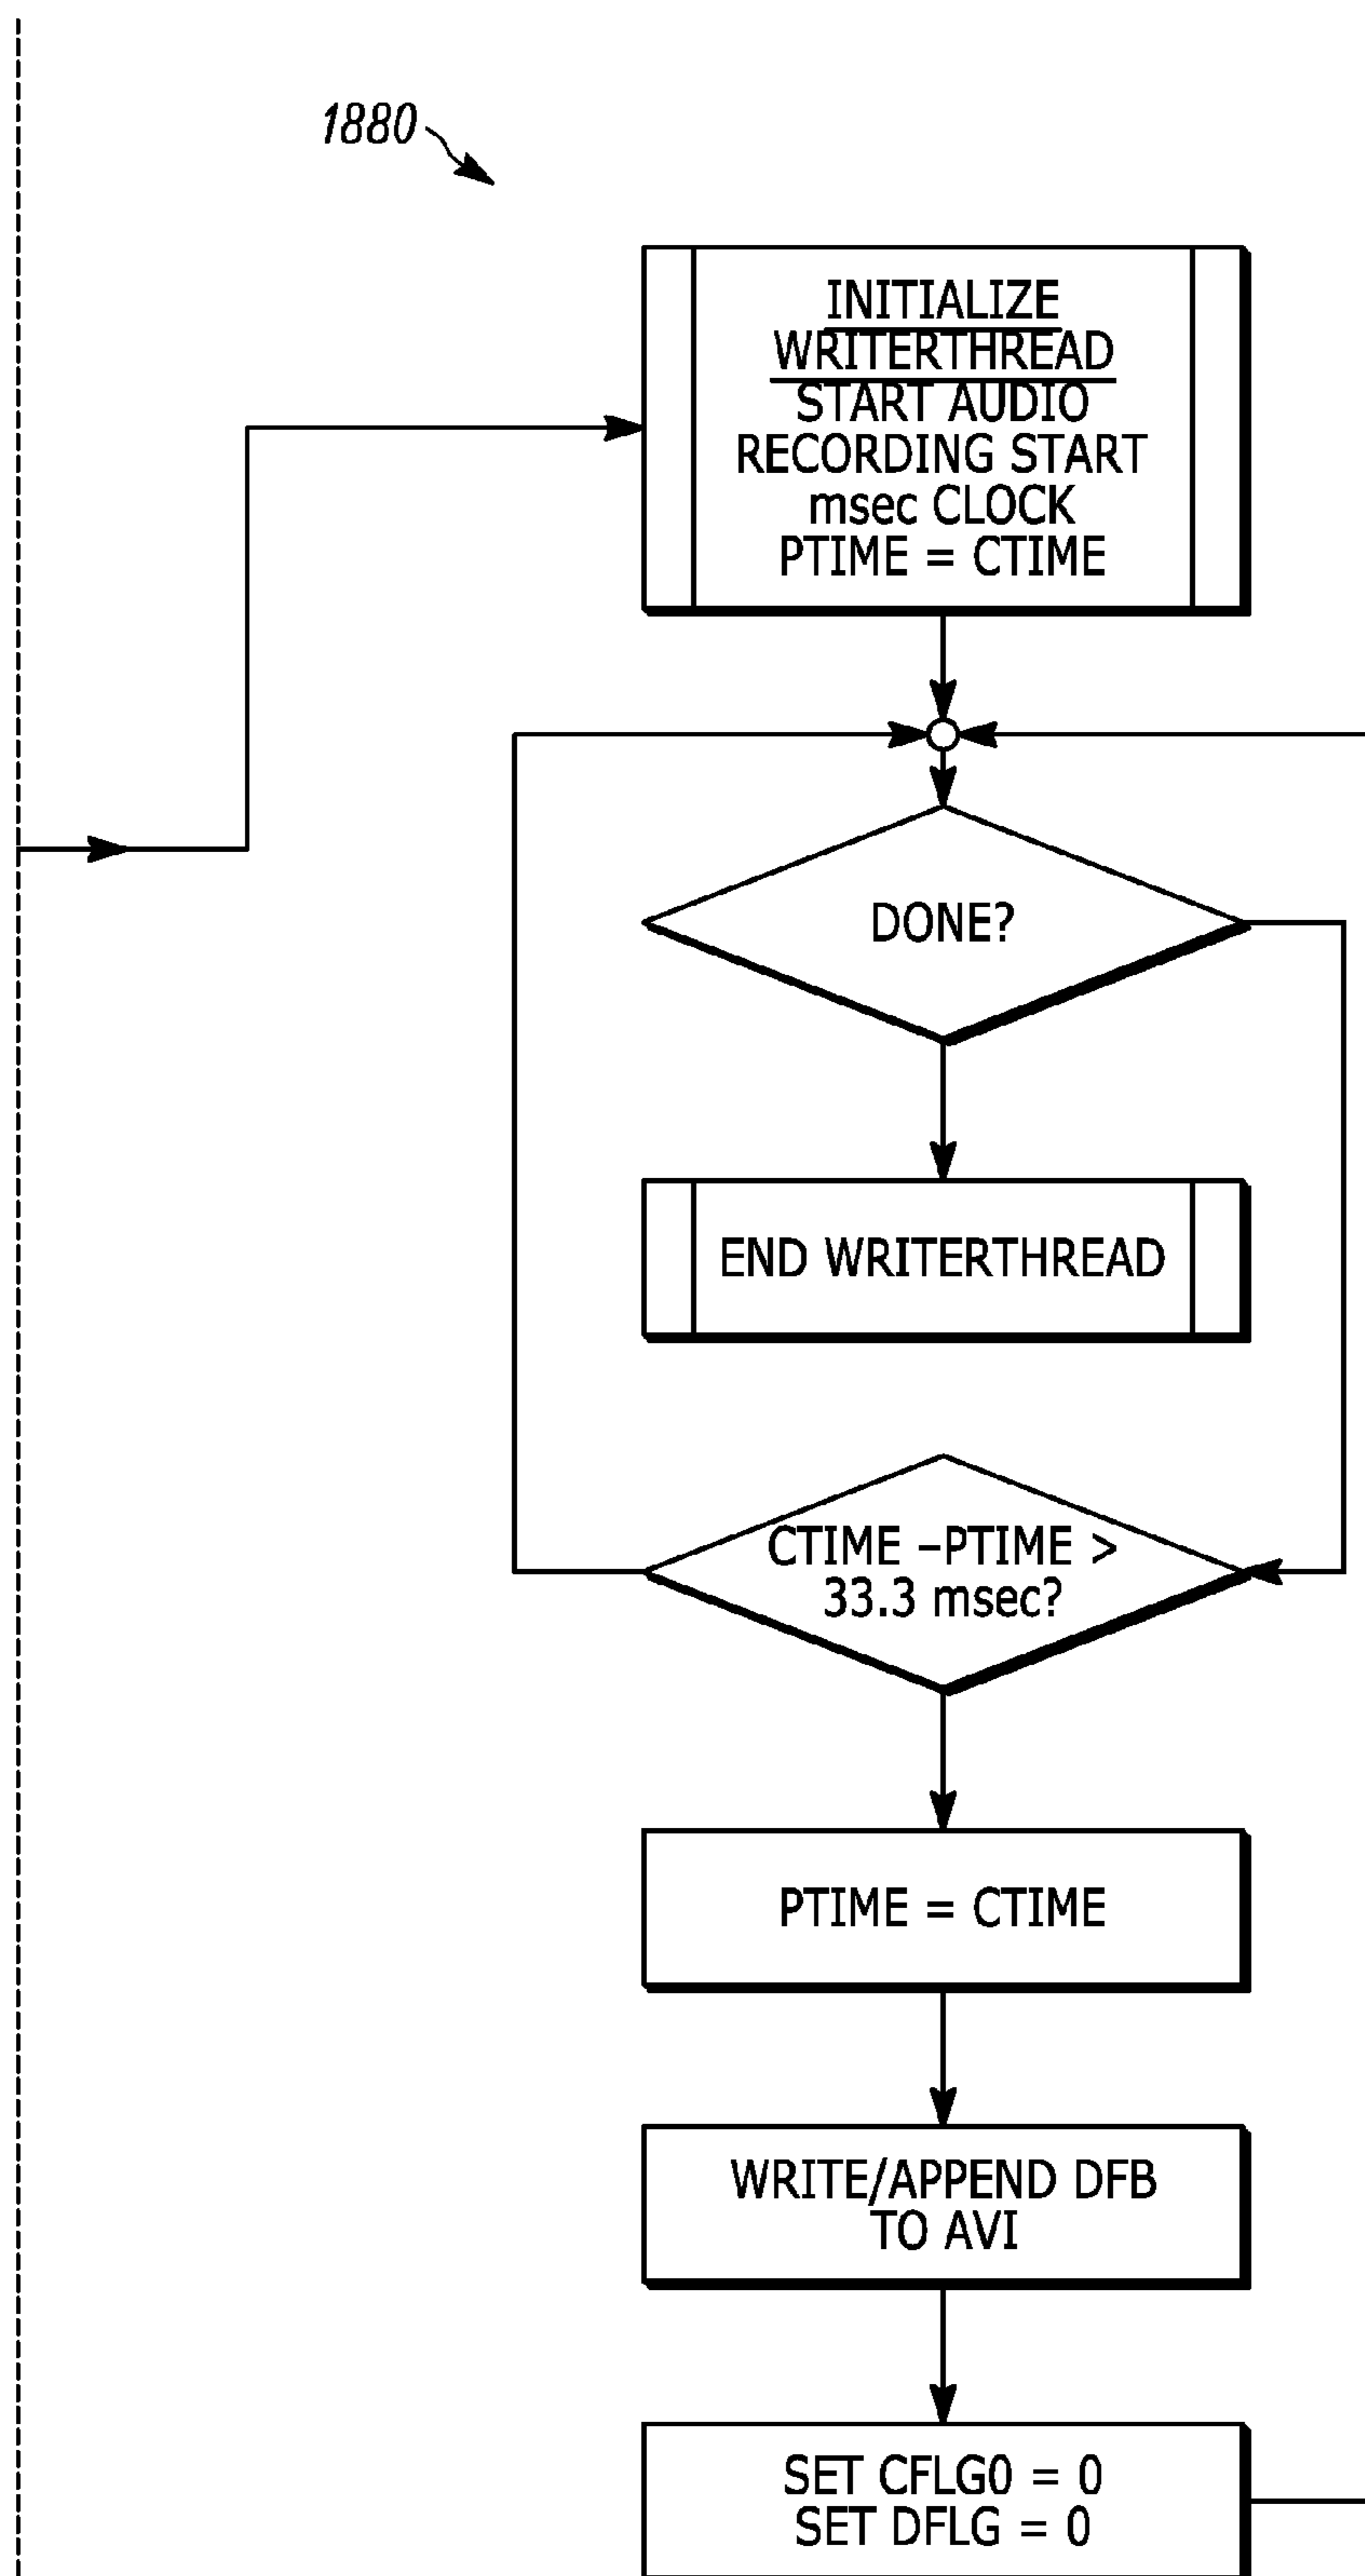 1880
INITIALIZE
WRITERTHREAD
START AUDIO
RECORDING START
msec CLOCK
PTIME = CTIME
DONE?
END WRITERTHREAD
CTIME –PTIME >
33.3 msec?
PTIME = CTIME
WRITE/APPEND DFB
TO AVI
SET CFLG0 = 0
SET DFLG = 0